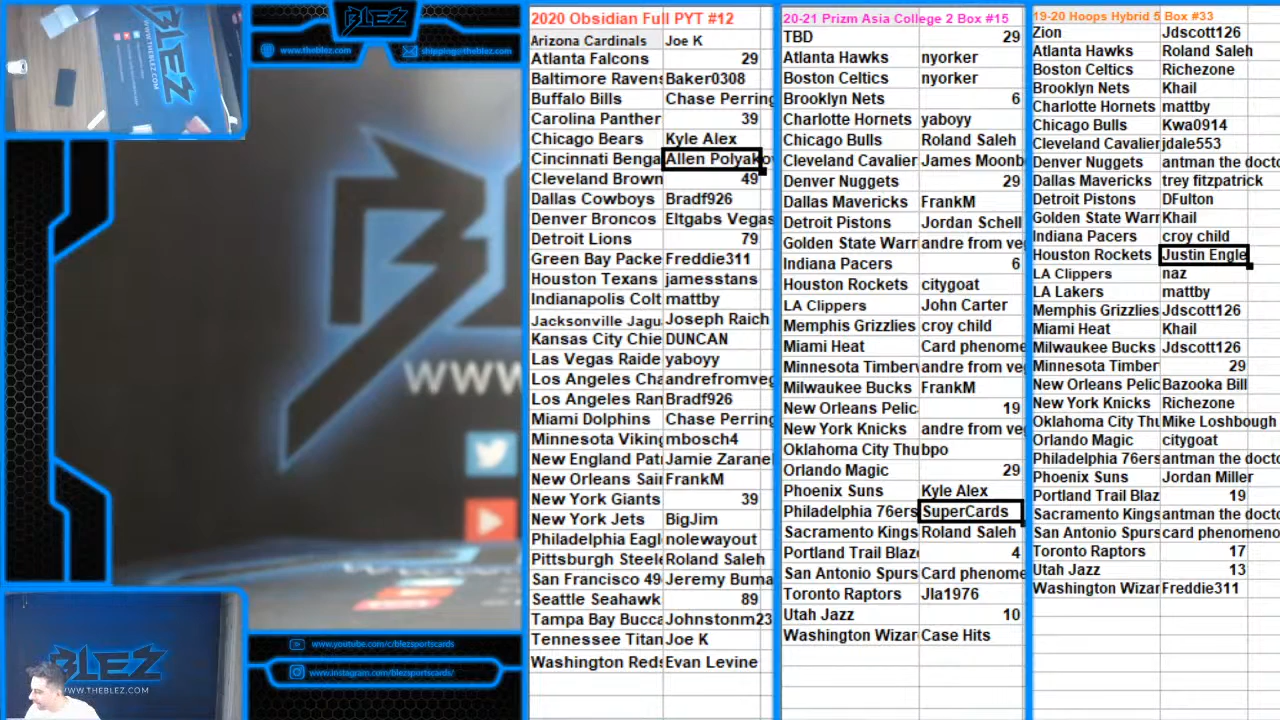 BLEZ
www.theblez.com
shipping@theblez.com
WWW
www.youtube.com/c/blezsportscards
www.instagram.com/blezsportscards/
BLEZ
WWW.THEBLEZ.COM
2020 Obsidian Full PYT #12
Arizona Cardinals Joe K
Atlanta Falcons 29
Baltimore Ravens Baker0308
Buffalo Bills Chase Perring
Carolina Panther 39
Chicago Bears Kyle Alex
Cincinnati Benga Allen Polyakov
Cleveland Brown 49
Dallas Cowboys Bradf926
Denver Broncos Eltgabs Vegas
Detroit Lions 79
Green Bay Packe Freddie311
Houston Texans jamesstans
Indianapolis Colt mattby
Jacksonville Jagu Joseph Raich
Kansas City Chie DUNCAN
Las Vegas Raide yaboyy
Los Angeles Cha andrefromveg
Los Angeles Ran Bradf926
Miami Dolphins Chase Perring
Minnesota Viking mbosch4
New England Patr Jamie Zaranel
New Orleans Sain FrankM
New York Giants 39
New York Jets BigJim
Philadelphia Eagl nolewayout
Pittsburgh Steele Roland Saleh
San Francisco 49 Jeremy Buma
Seattle Seahawk 89
Tampa Bay Bucca Johnstonm23
Tennessee Titan Joe K
Washington Reds Evan Levine
20-21 Prizm Asia College 2 Box #15
TBD 29
Atlanta Hawks nyorker
Boston Celtics nyorker
Brooklyn Nets 6
Charlotte Hornets yaboyy
Chicago Bulls Roland Saleh
Cleveland Cavalier James Moonb
Denver Nuggets 29
Dallas Mavericks FrankM
Detroit Pistons Jordan Schell
Golden State Warr andre from veg
Indiana Pacers 6
Houston Rockets citygoat
LA Clippers John Carter
Memphis Grizzlies croy child
Miami Heat Card phenome
Minnesota Timberw andre from veg
Milwaukee Bucks FrankM
New Orleans Pelic 19
New York Knicks andre from veg
Oklahoma City Thu bpo
Orlando Magic 29
Phoenix Suns Kyle Alex
Philadelphia 76ers SuperCards
Sacramento Kings Roland Saleh
Portland Trail Blaze 4
San Antonio Spurs Card phenome
Toronto Raptors Jla1976
Utah Jazz 10
Washington Wizar Case Hits
19-20 Hoops Hybrid 5 Box #33
Zion Jdscott126
Atlanta Hawks Roland Saleh
Boston Celtics Richezone
Brooklyn Nets Khail
Charlotte Hornets mattby
Chicago Bulls Kwa0914
Cleveland Cavalier jdale553
Denver Nuggets antman the docto
Dallas Mavericks trey fitzpatrick
Detroit Pistons DFulton
Golden State Warr Khail
Indiana Pacers croy child
Houston Rockets Justin Engle
LA Clippers naz
LA Lakers mattby
Memphis Grizzlies Jdscott126
Miami Heat Khail
Milwaukee Bucks Jdscott126
Minnesota Timber 29
New Orleans Pelic Bazooka Bill
New York Knicks Richezone
Oklahoma City Thu Mike Loshbough
Orlando Magic citygoat
Philadelphia 76ers antman the docto
Phoenix Suns Jordan Miller
Portland Trail Blaz 19
Sacramento Kings antman the docto
San Antonio Spurs card phenomeno
Toronto Raptors 17
Utah Jazz 13
Washington Wizar Freddie311